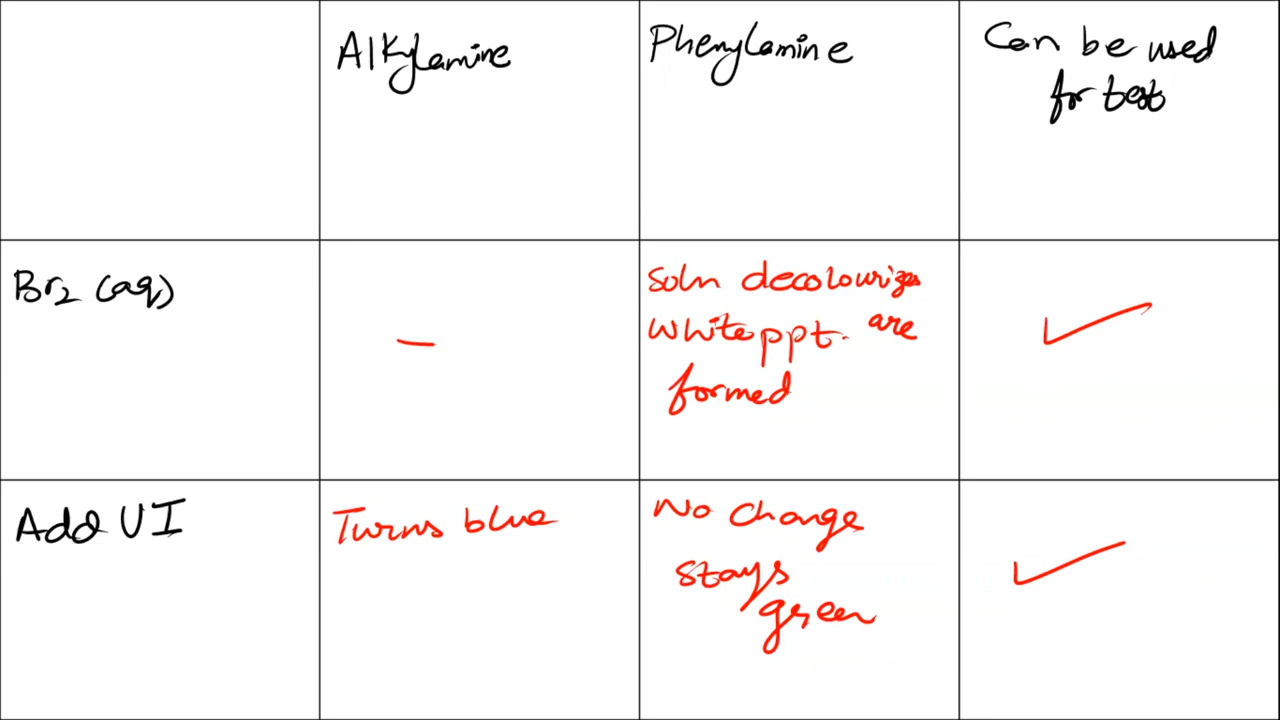 Alkylamine
Phenylamine
Can be used
for test
Br2 (aq)
—
Soln decolourizes
white ppt. are
formed
✓
Add UI
Turns blue
No change
stays
green
✓